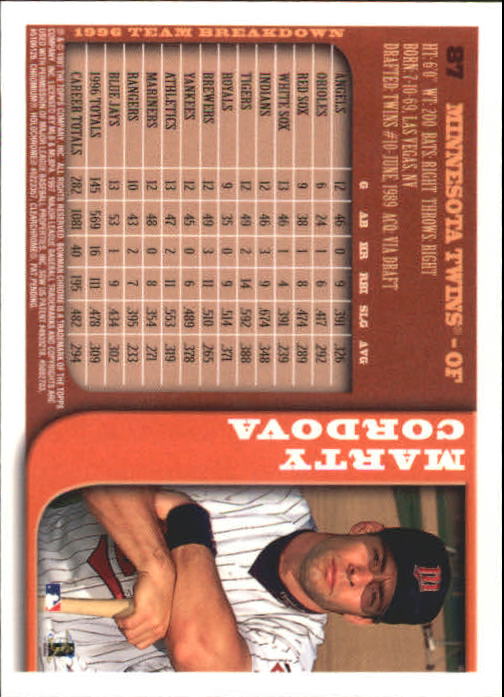 87 MINNESOTA TWINS® - OF
HT: 6'0" WT: 200 BATS: RIGHT THROWS: RIGHT
BORN: 7-10-69, LAS VEGAS, NV
DRAFTED: TWINS #10-JUNE, 1989 ACQ: VIA DRAFT
G AB HR RBI SLG AVG
ANGELS 12 46 0 9 .391 .326
ORIOLES 6 24 1 6 .417 .292
RED SOX 9 38 1 8 .474 .289
WHITE SOX 13 46 1 4 .391 .239
INDIANS 12 46 3 9 .674 .348
TIGERS 12 49 2 14 .592 .388
ROYALS 9 35 0 9 .514 .371
BREWERS 12 49 3 11 .510 .265
YANKEES 12 45 0 6 .489 .378
ATHLETICS 13 47 2 11 .553 .319
MARINERS 12 48 0 8 .354 .271
RANGERS 10 43 2 7 .395 .233
BLUE JAYS 13 53 1 9 .434 .302
1996 TOTALS 145 569 16 111 .478 .309
CAREER TOTALS 282 1081 40 195 .482 .294
1996 TEAM BREAKDOWN
MARTY
CORDOVA